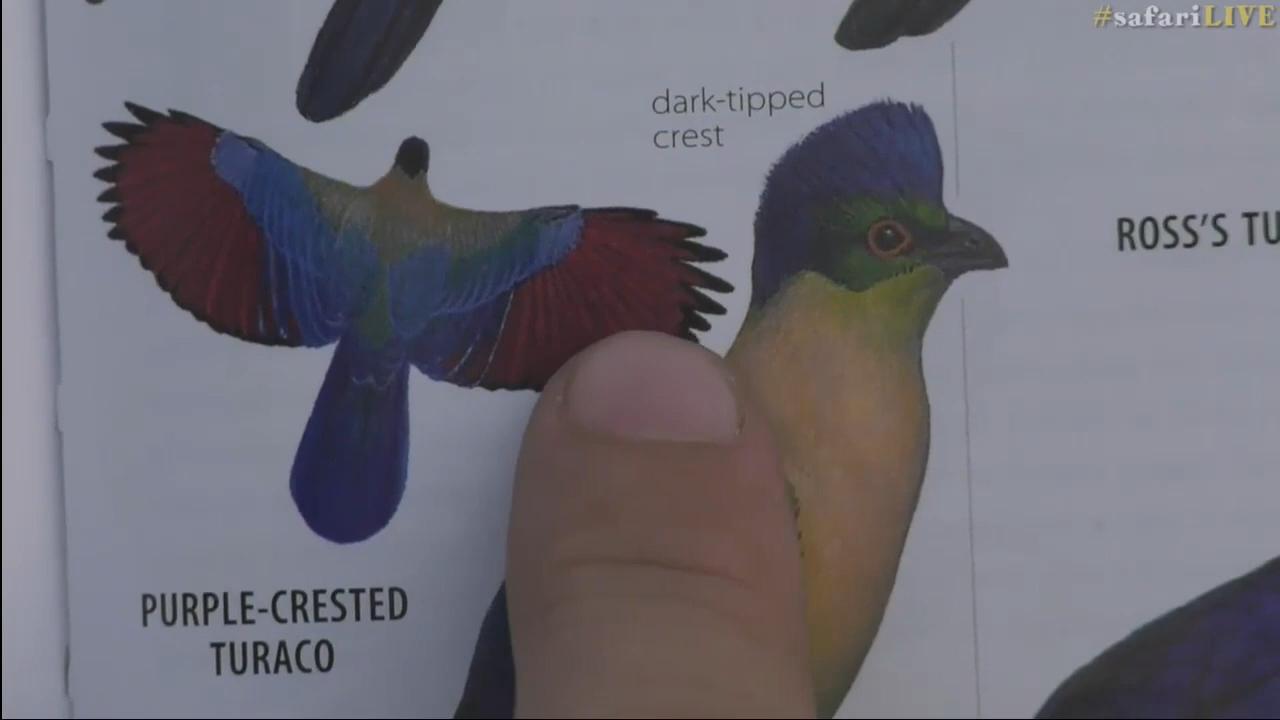 #safariLIVE
dark-tipped
crest
ROSS'S TU
PURPLE-CRESTED
TURACO